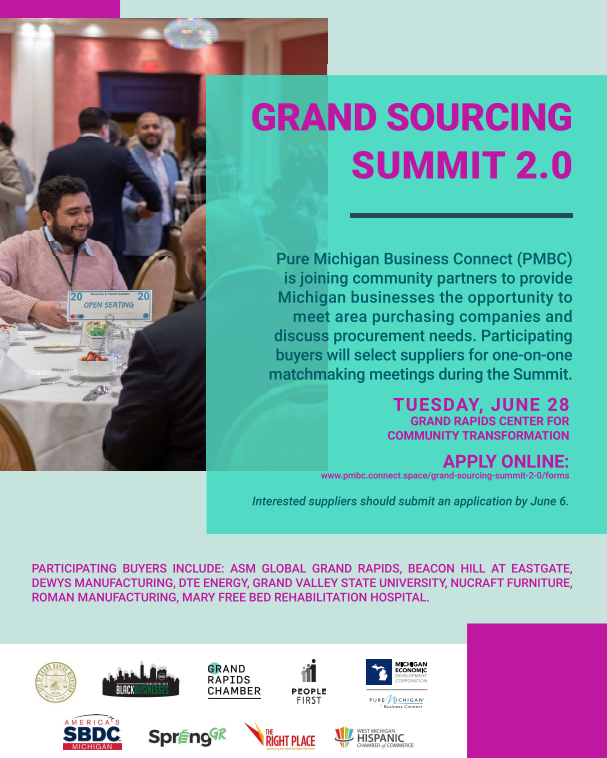 GRAND SOURCING
SUMMIT 2.0
Pure Michigan Business Connect (PMBC)
is joining community partners to provide
Michigan businesses the opportunity to
meet area purchasing companies and
discuss procurement needs. Participating
buyers will select suppliers for one-on-one
matchmaking meetings during the Summit.
20 20
OPEN SEATING
TUESDAY, JUNE 28
GRAND RAPIDS CENTER FOR
COMMUNITY TRANSFORMATION
APPLY ONLINE:
www.pmbc.connect.space/grand-sourcing-summit-2-0/forms
Interested suppliers should submit an application by June 6.
PARTICIPATING BUYERS INCLUDE: ASM GLOBAL GRAND RAPIDS, BEACON HILL AT EASTGATE,
DEWYS MANUFACTURING, DTE ENERGY, GRAND VALLEY STATE UNIVERSITY, NUCRAFT FURNITURE,
ROMAN MANUFACTURING, MARY FREE BED REHABILITATION HOSPITAL.
BLACKBUSINESSES
GRAND
RAPIDS
CHAMBER
PEOPLE
FIRST
MICHIGAN
ECONOMIC
DEVELOPMENT
CORPORATION
PURE MICHIGAN
Business Connect
AMERICA'S
SBDC
MICHIGAN
SpringGR
THE
RIGHT PLACE
WEST MICHIGAN
HISPANIC
CHAMBER of COMMERCE